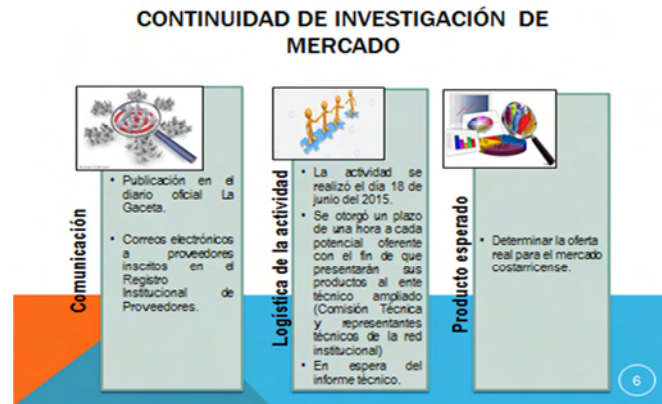 CONTINUIDAD DE INVESTIGACIÓN DE
MERCADO
Comunicación
• Publicación en el
diario oficial La
Gaceta.
• Correos electrónicos
a proveedores
inscritos en el
Registro
Institucional de
Proveedores.
Logística de la actividad
• La actividad se
realizó el día 18 de
junio del 2015.
• Se otorgó un plazo
de una hora a cada
potencial oferente
con el fin de que
presentarán sus
productos al ente
técnico ampliado
(Comisión Técnica
y representantes
técnicos de la red
institucional)
• En espera del
informe técnico.
Producto esperado
• Determinar la oferta
real para el mercado
costarricense.
6